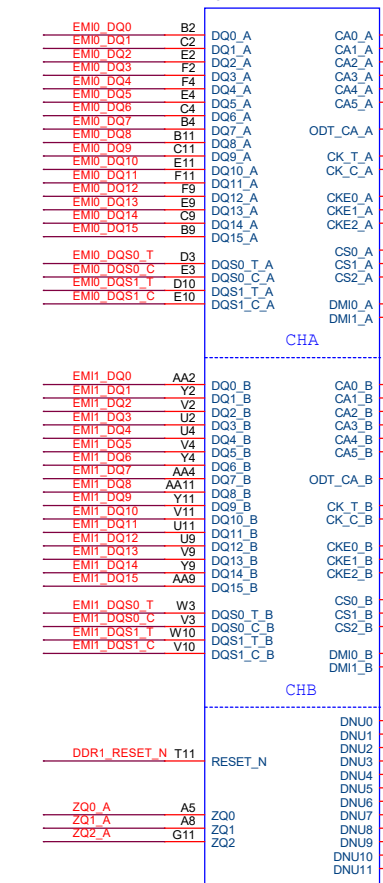 EMI0_DQ0 B2 DQ0_A CA0_A
EMI0_DQ1 C2 DQ1_A CA1_A
EMI0_DQ2 E2 DQ2_A CA2_A
EMI0_DQ3 F2 DQ3_A CA3_A
EMI0_DQ4 F4 DQ4_A CA4_A
EMI0_DQ5 E4 DQ5_A CA5_A
EMI0_DQ6 C4 DQ6_A
EMI0_DQ7 B4 DQ7_A ODT_CA_A
EMI0_DQ8 B11 DQ8_A
EMI0_DQ9 C11 DQ9_A CK_T_A
EMI0_DQ10 E11 DQ10_A CK_C_A
EMI0_DQ11 F11 DQ11_A
EMI0_DQ12 F9 DQ12_A CKE0_A
EMI0_DQ13 E9 DQ13_A CKE1_A
EMI0_DQ14 C9 DQ14_A CKE2_A
EMI0_DQ15 B9 DQ15_A
CS0_A
EMI0_DQS0_T D3 DQS0_T_A CS1_A
EMI0_DQS0_C E3 DQS0_C_A CS2_A
EMI0_DQS1_T D10 DQS1_T_A
EMI0_DQS1_C E10 DQS1_C_A DMI0_A
DMI1_A
CHA
EMI1_DQ0 AA2 DQ0_B CA0_B
EMI1_DQ1 Y2 DQ1_B CA1_B
EMI1_DQ2 V2 DQ2_B CA2_B
EMI1_DQ3 U2 DQ3_B CA3_B
EMI1_DQ4 U4 DQ4_B CA4_B
EMI1_DQ5 V4 DQ5_B CA5_B
EMI1_DQ6 Y4 DQ6_B
EMI1_DQ7 AA4 DQ7_B ODT_CA_B
EMI1_DQ8 AA11 DQ8_B
EMI1_DQ9 Y11 DQ9_B CK_T_B
EMI1_DQ10 V11 DQ10_B CK_C_B
EMI1_DQ11 U11 DQ11_B
EMI1_DQ12 U9 DQ12_B CKE0_B
EMI1_DQ13 V9 DQ13_B CKE1_B
EMI1_DQ14 Y9 DQ14_B CKE2_B
EMI1_DQ15 AA9 DQ15_B
CS0_B
EMI1_DQS0_T W3 DQS0_T_B CS1_B
EMI1_DQS0_C V3 DQS0_C_B CS2_B
EMI1_DQS1_T W10 DQS1_T_B
EMI1_DQS1_C V10 DQS1_C_B DMI0_B
DMI1_B
CHB
DNU0
DNU1
DNU2
DDR1_RESET_N T11 RESET_N DNU3
DNU4
DNU5
DNU6
ZQ0_A A5 ZQ0 DNU7
ZQ1_A A8 ZQ1 DNU8
ZQ2_A G11 ZQ2 DNU9
DNU10
DNU11